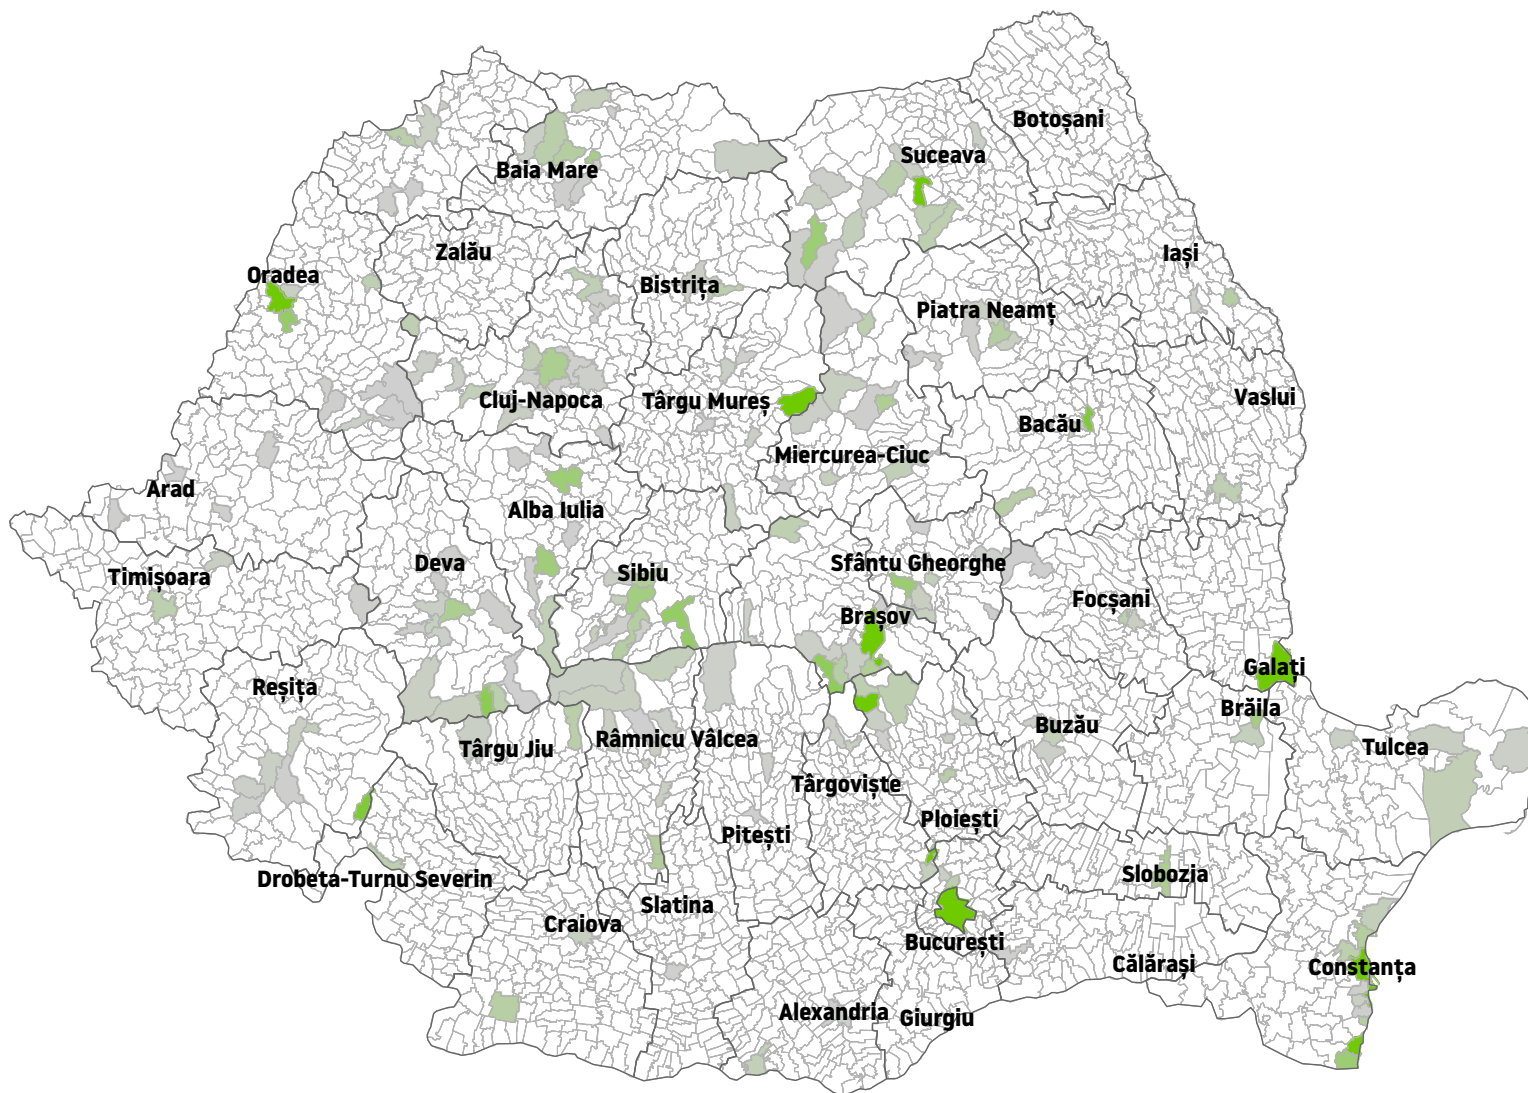 Botoșani
Suceava
Baia Mare
Zalău
Iași
Oradea
Bistrița
Piatra Neamț
Cluj-Napoca
Târgu Mureș
Vaslui
Bacău
Miercurea-Ciuc
Arad
Alba Iulia
Deva
Sibiu
Sfântu Gheorghe
Timișoara
Focșani
Brașov
Galați
Reșița
Brăila
Buzău
Târgu Jiu
Râmnicu Vâlcea
Tulcea
Târgoviște
Ploiești
Pitești
Slobozia
Drobeta-Turnu Severin
Slatina
Craiova
București
Călărași
Constanța
Alexandria
Giurgiu